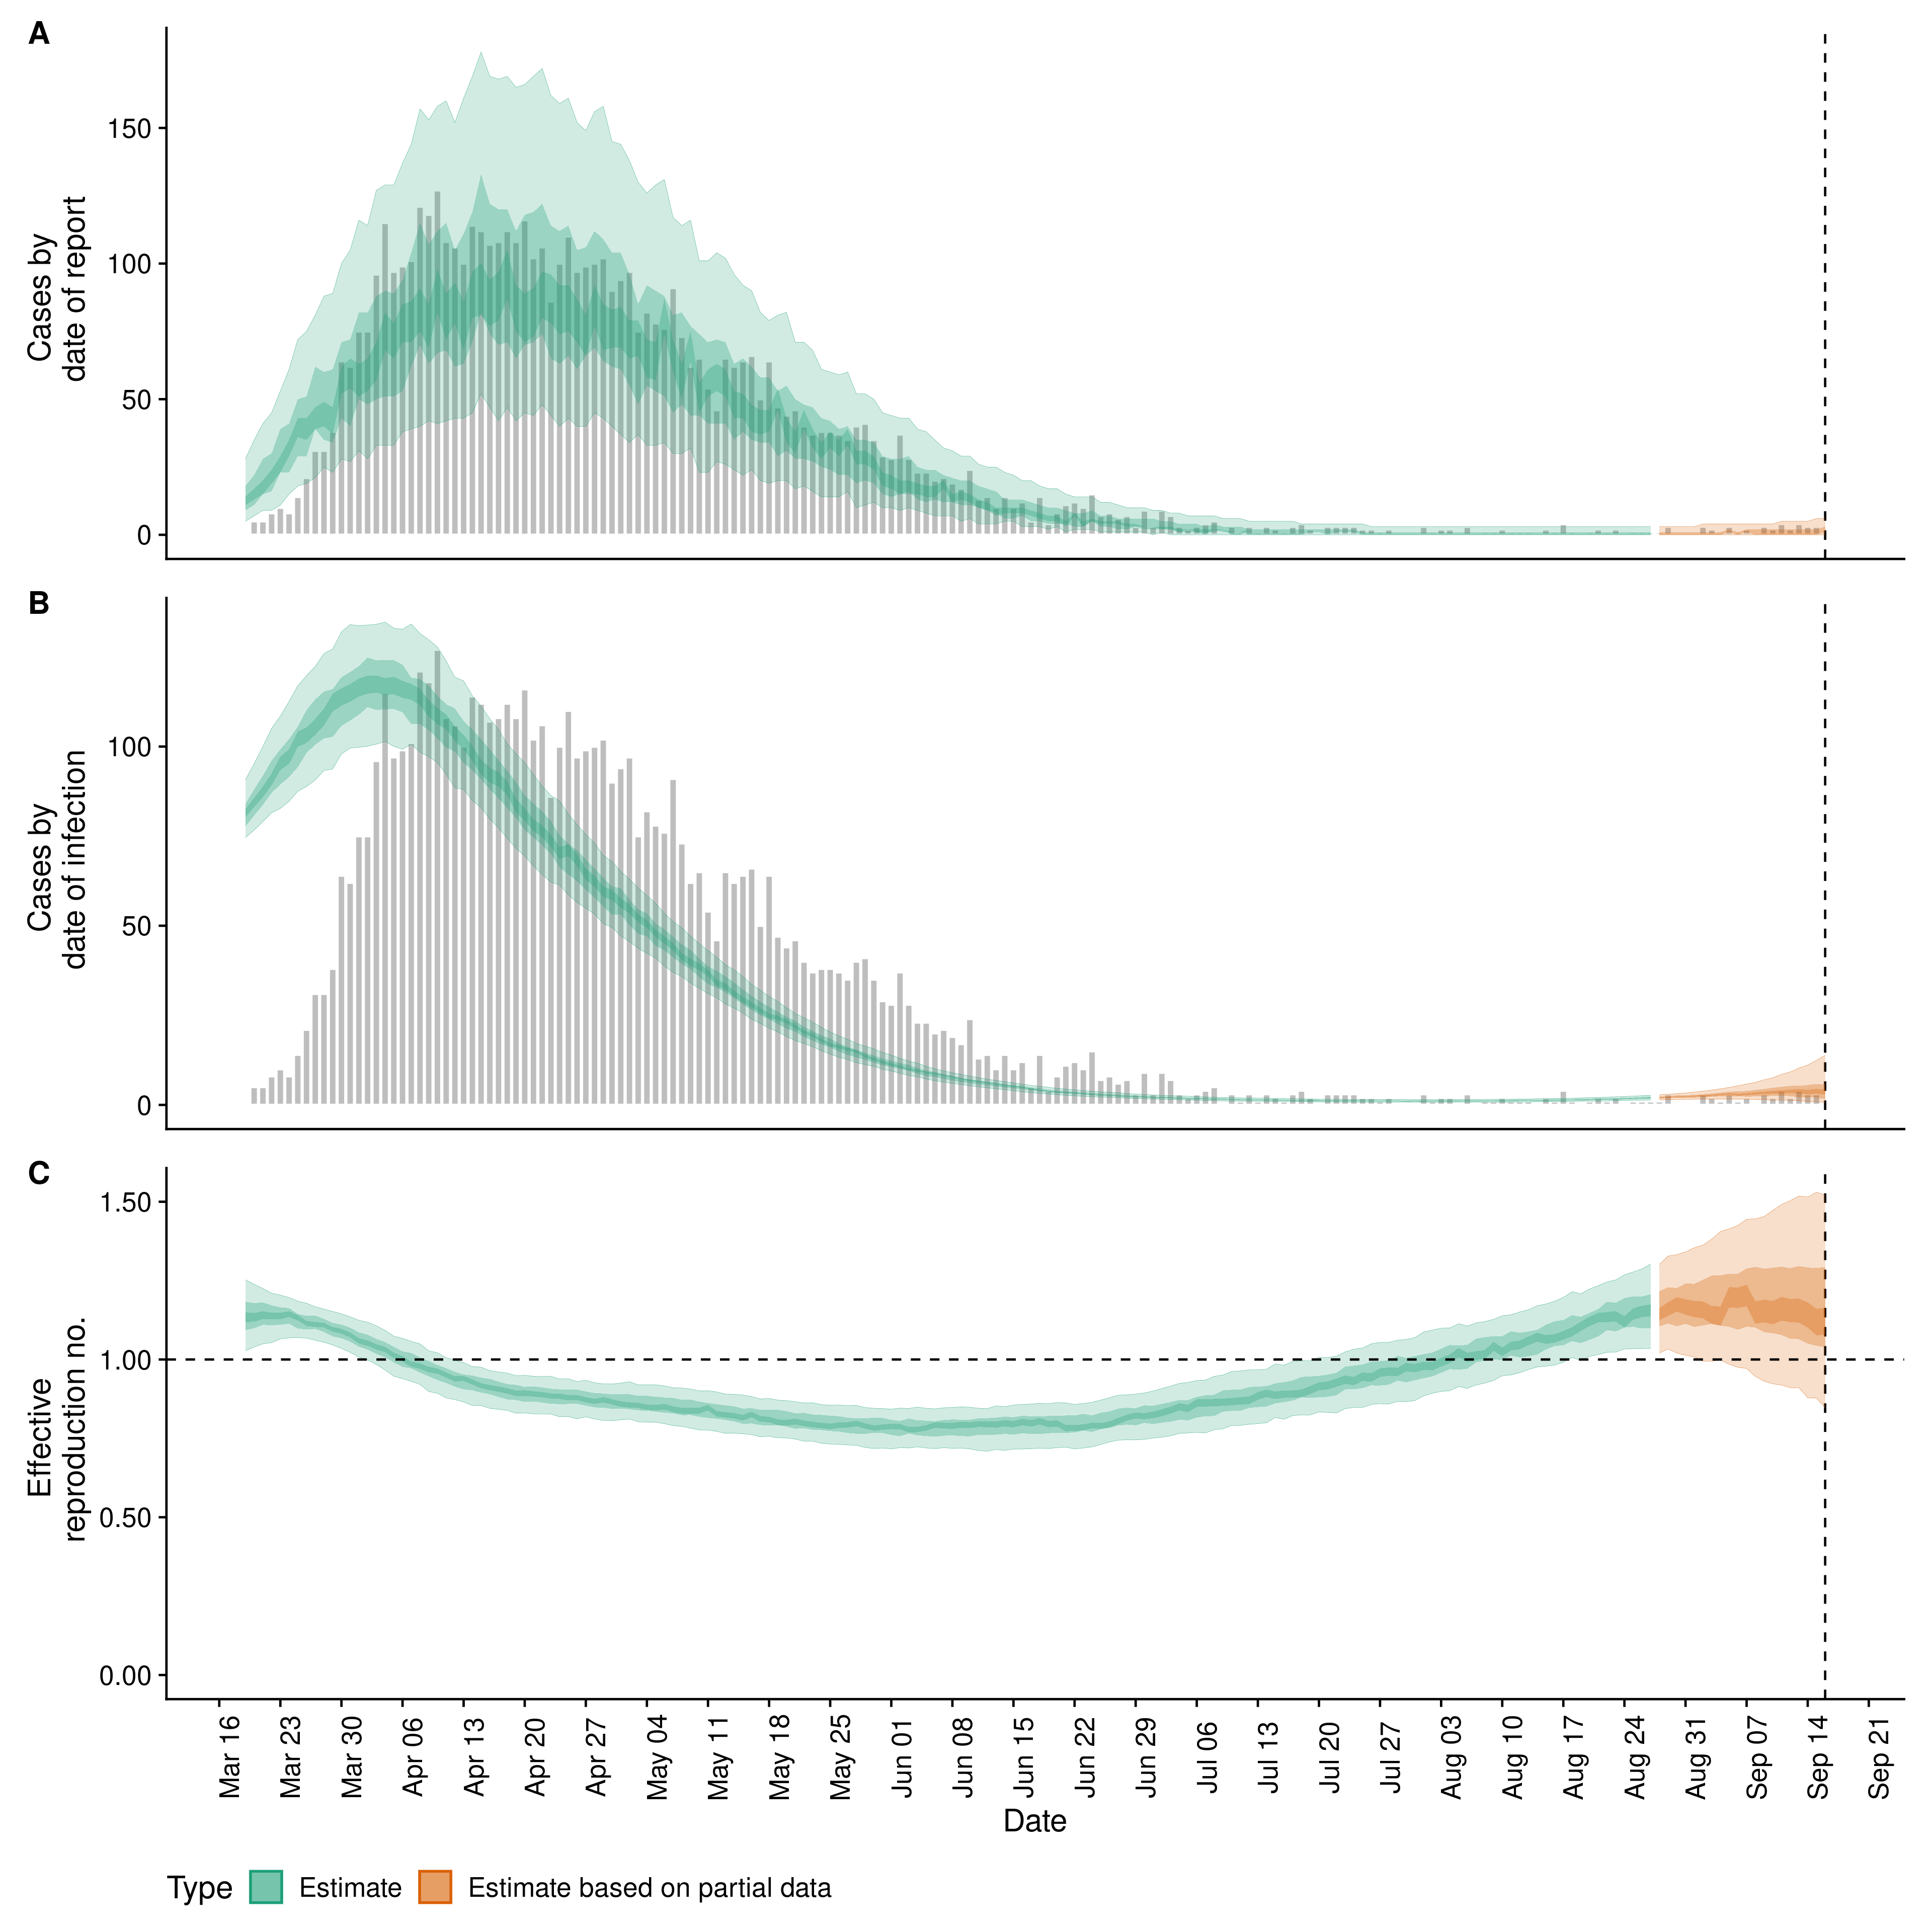 A
Cases by
date of report
150
100
50
0
B
Cases by
date of infection
100
50
0
C
Effective
reproduction no.
1.50
1.00
0.50
0.00
Mar 16
Mar 23
Mar 30
Apr 06
Apr 13
Apr 20
Apr 27
May 04
May 11
May 18
May 25
Jun 01
Jun 08
Jun 15
Jun 22
Jun 29
Jul 06
Jul 13
Jul 20
Jul 27
Aug 03
Aug 10
Aug 17
Aug 24
Aug 31
Sep 07
Sep 14
Sep 21
Date
Type Estimate Estimate based on partial data